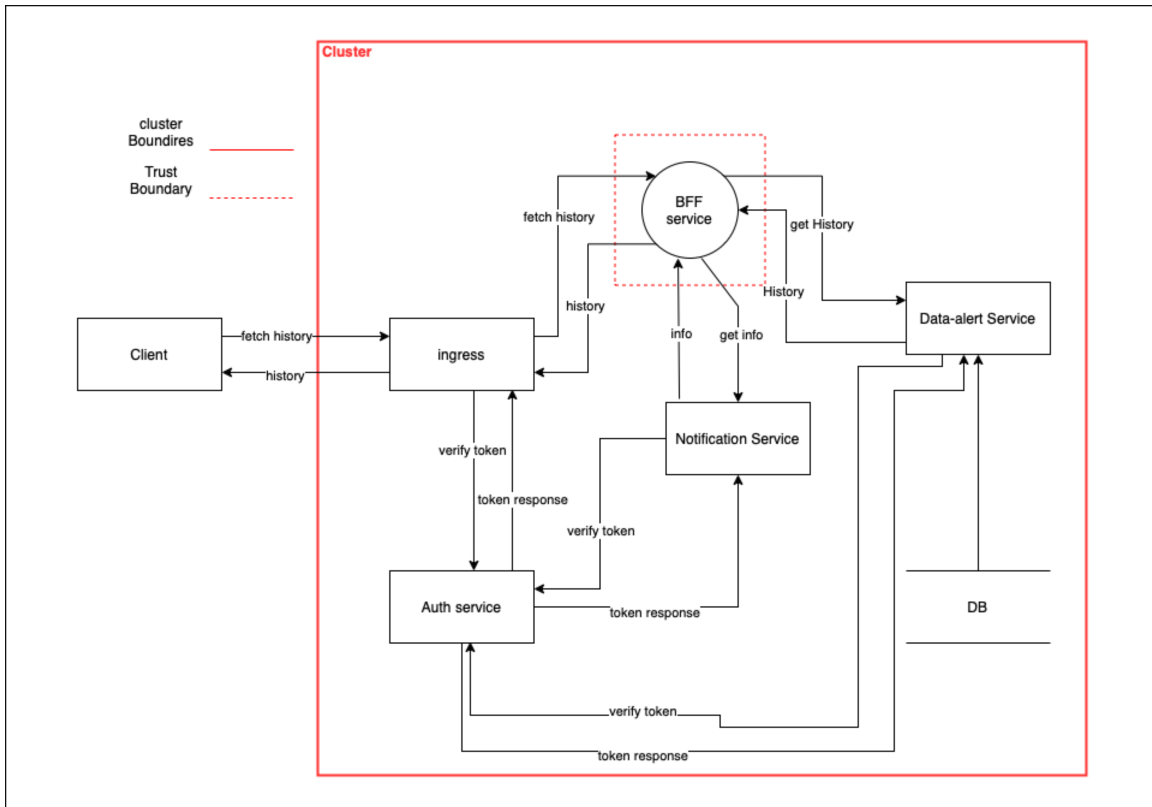 Cluster
cluster
Boundires
Trust
Boundary
BFF
service
fetch history
get History
history
History
Data-alert Service
info
get info
Client
fetch history
history
ingress
Notification Service
verify token
token response
verify token
Auth service
token response
DB
verify token
token response